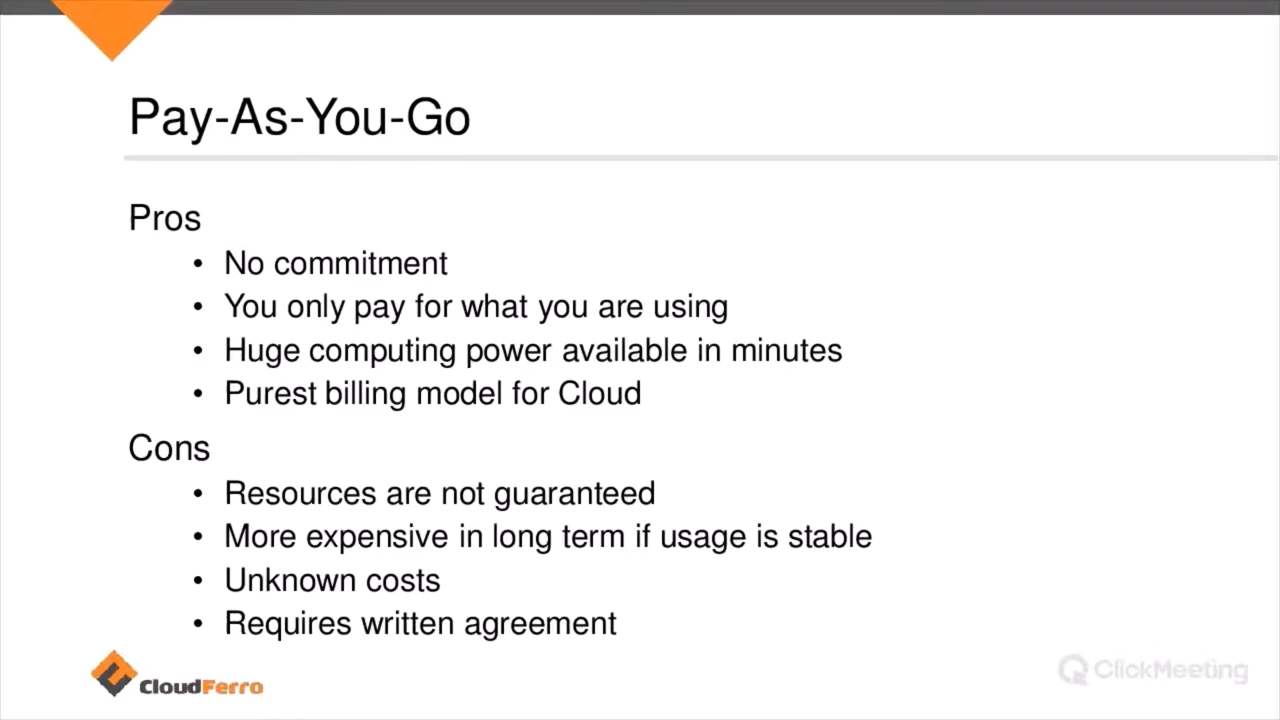 Pay-As-You-Go
Pros
• No commitment
• You only pay for what you are using
• Huge computing power available in minutes
• Purest billing model for Cloud
Cons
• Resources are not guaranteed
• More expensive in long term if usage is stable
• Unknown costs
• Requires written agreement
CloudFerro
ClickMeeting